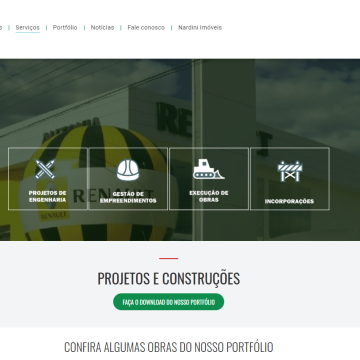 s | Serviços | Portfólio | Notícias | Fale conosco | Nardini Imóveis
PROJETOS DE
ENGENHARIA
GESTÃO DE
EMPREENDIMENTOS
EXECUÇÃO DE
OBRAS
INCORPORAÇÕES
RENAULT
PROJETOS E CONSTRUÇÕES
FAÇA O DOWNLOAD DO NOSSO PORTFÓLIO
CONFIRA ALGUMAS OBRAS DO NOSSO PORTFÓLIO